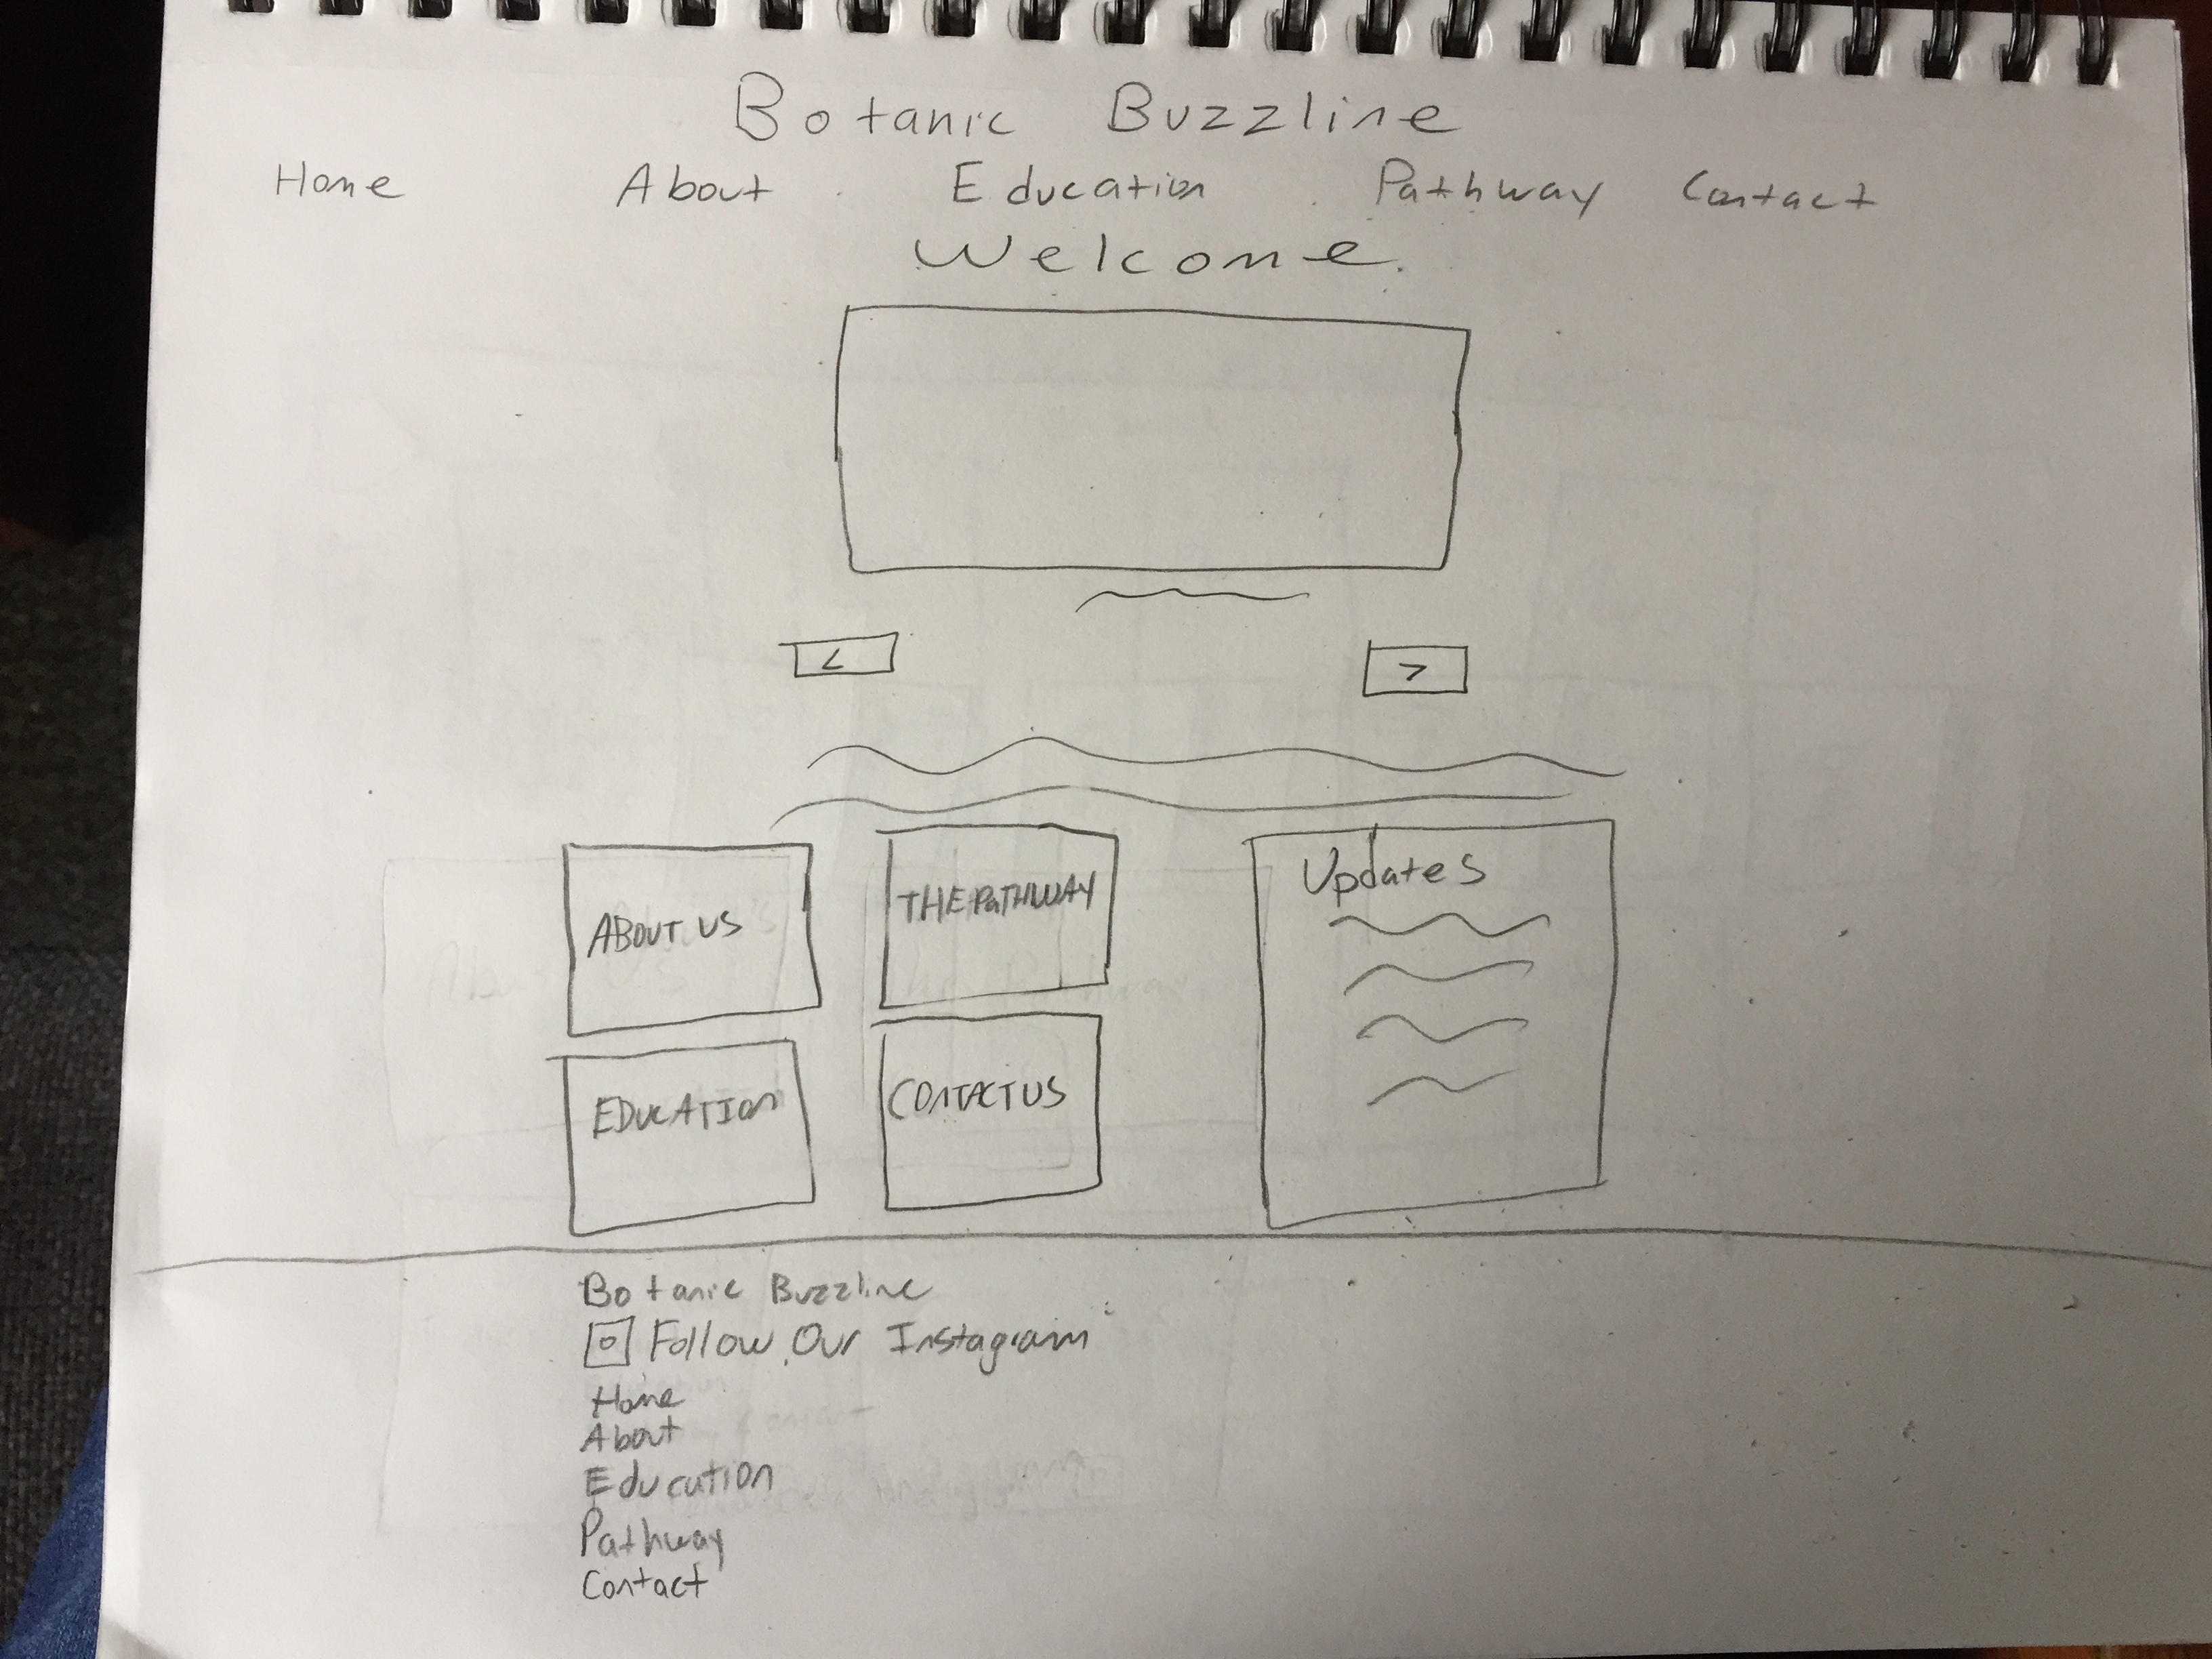 Botanic Buzzline
Home About Education Pathway Contact
Welcome
<
>
ABOUT US
THE PATHWAY
Updates
EDUCATION
CONTACT US
Botanic Buzzline
Follow Our Instagram
Home
About
Education
Pathway
Contact